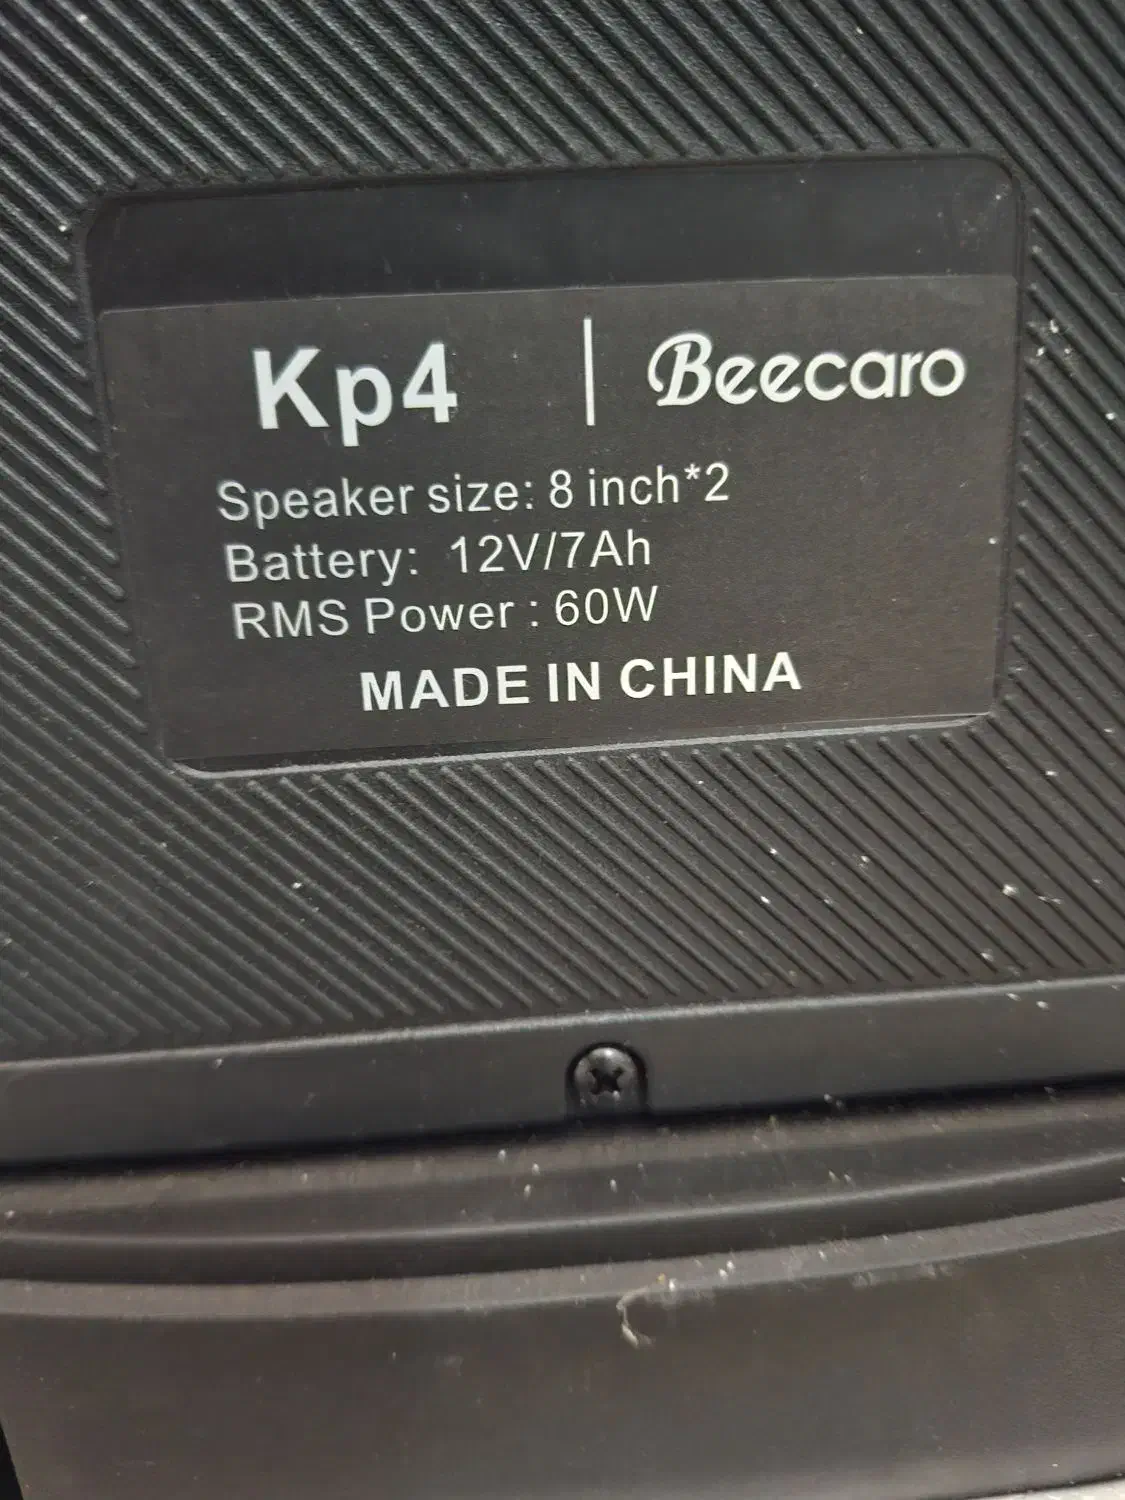 Kp4 | Beecaro
Speaker size: 8 inch*2
Battery: 12V/7Ah
RMS Power : 60W
MADE IN CHINA